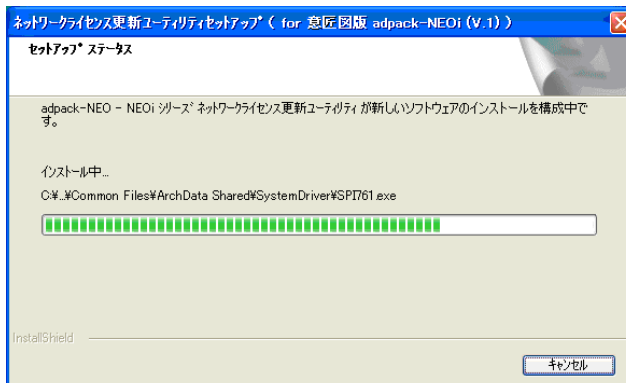 ネットワークライセンス更新ユーティリティセットアップ ( for 意匠図版 adpack-NEOi (V.1) )
セットアップ ステータス
adpack-NEO - NEOi シリーズ ネットワークライセンス更新ユーティリティ が新しいソフトウェアのインストールを構成中で
す。
インストール中...
C:¥...¥Common Files¥ArchData Shared¥SystemDriver¥SPI761.exe
InstallShield
キャンセル